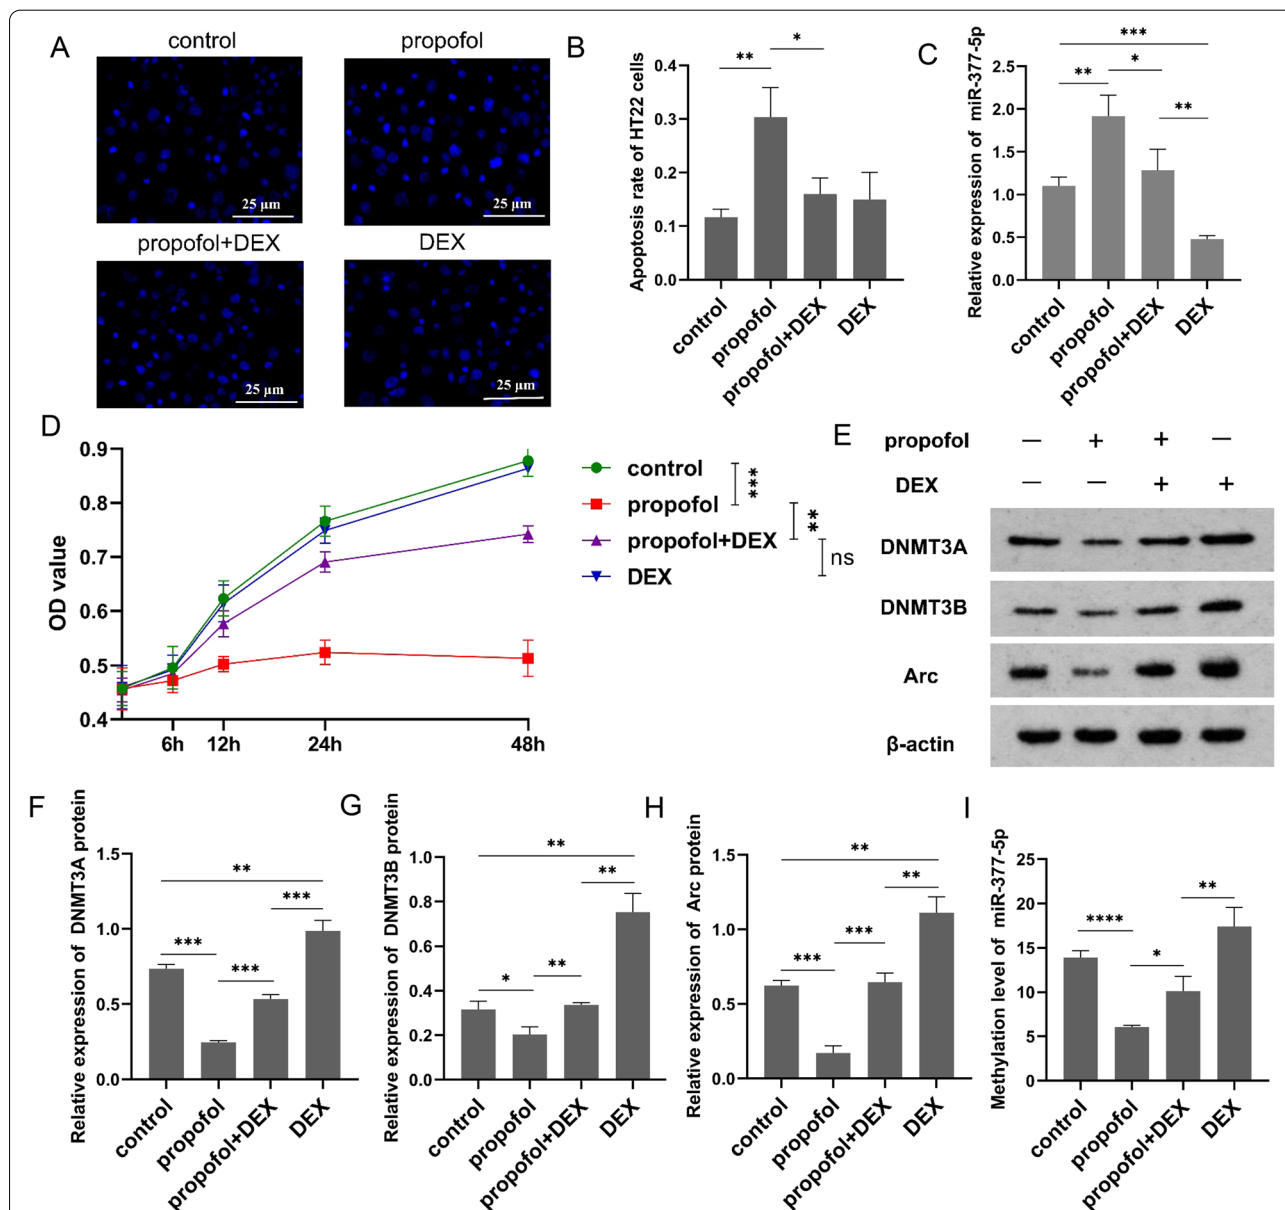 A
control
propofol
25 µm
25 µm
propofol+DEX
DEX
25 µm
25 µm
B
Apoptosis rate of HT22 cells
0.4
0.3
0.2
0.1
0.0
**
*
control
propofol
propofol+DEX
DEX
C
Relative expression of miR-377-5p
2.5
2.0
1.5
1.0
0.5
0.0
***
**
*
**
control
propofol
propofol+DEX
DEX
D
OD value
0.9
0.8
0.7
0.6
0.5
0.4
6h
12h
24h
48h
control
propofol
propofol+DEX
DEX
***
**
ns
E
propofol — + + —
DEX — — + +
DNMT3A
DNMT3B
Arc
β-actin
F
Relative expression of DNMT3A protein
1.5
1.0
0.5
0.0
**
***
***
***
control
propofol
propofol+DEX
DEX
G
Relative expression of DNMT3B protein
1.0
0.8
0.6
0.4
0.2
0.0
**
**
*
**
control
propofol
propofol+DEX
DEX
H
Relative expression of Arc protein
1.5
1.0
0.5
0.0
**
**
***
***
control
propofol
propofol+DEX
DEX
I
Methylation level of miR-377-5p
25
20
15
10
5
0
****
*
**
control
propofol
propofol+DEX
DEX